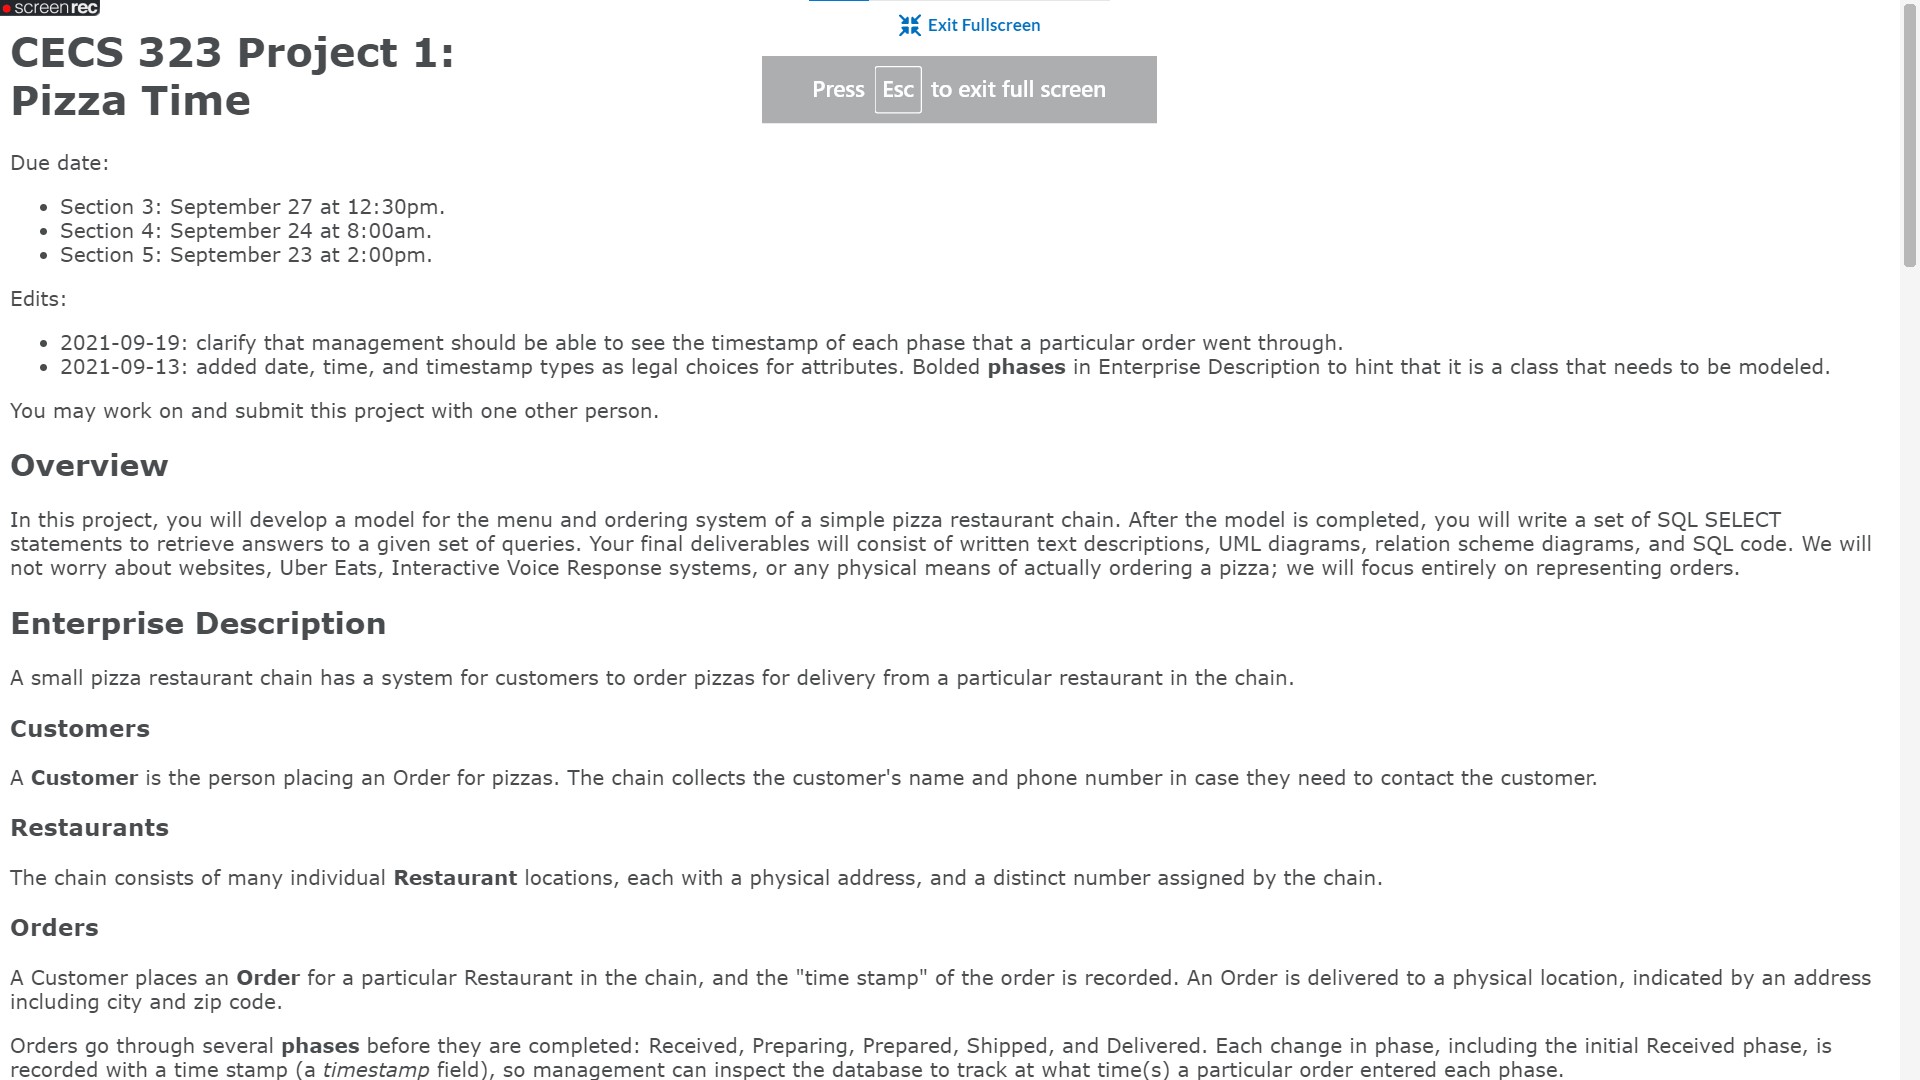 screenrec
Exit Fullscreen
Press Esc to exit full screen
CECS 323 Project 1:
Pizza Time
Due date:
• Section 3: September 27 at 12:30pm.
• Section 4: September 24 at 8:00am.
• Section 5: September 23 at 2:00pm.
Edits:
• 2021-09-19: clarify that management should be able to see the timestamp of each phase that a particular order went through.
• 2021-09-13: added date, time, and timestamp types as legal choices for attributes. Bolded phases in Enterprise Description to hint that it is a class that needs to be modeled.
You may work on and submit this project with one other person.
Overview
In this project, you will develop a model for the menu and ordering system of a simple pizza restaurant chain. After the model is completed, you will write a set of SQL SELECT
statements to retrieve answers to a given set of queries. Your final deliverables will consist of written text descriptions, UML diagrams, relation scheme diagrams, and SQL code. We will
not worry about websites, Uber Eats, Interactive Voice Response systems, or any physical means of actually ordering a pizza; we will focus entirely on representing orders.
Enterprise Description
A small pizza restaurant chain has a system for customers to order pizzas for delivery from a particular restaurant in the chain.
Customers
A Customer is the person placing an Order for pizzas. The chain collects the customer's name and phone number in case they need to contact the customer.
Restaurants
The chain consists of many individual Restaurant locations, each with a physical address, and a distinct number assigned by the chain.
Orders
A Customer places an Order for a particular Restaurant in the chain, and the "time stamp" of the order is recorded. An Order is delivered to a physical location, indicated by an address
including city and zip code.
Orders go through several phases before they are completed: Received, Preparing, Prepared, Shipped, and Delivered. Each change in phase, including the initial Received phase, is
recorded with a time stamp (a timestamp field), so management can inspect the database to track at what time(s) a particular order entered each phase.